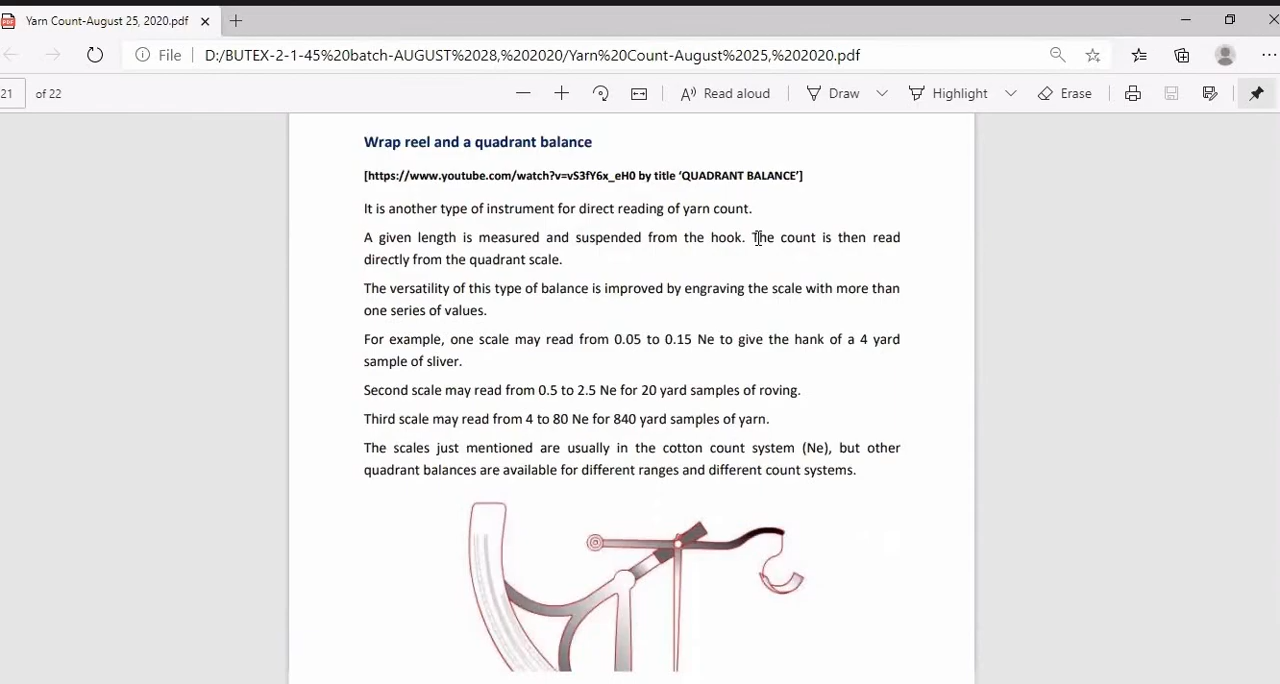 Yarn Count-August 25, 2020.pdf
File D:/BUTEX-2-1-45%20batch-AUGUST%2028,%202020/Yarn%20Count-August%2025,%202020.pdf
21 of 22 Read aloud Draw Highlight Erase
Wrap reel and a quadrant balance
[https://www.youtube.com/watch?v=vS3fY6x_eH0 by title ‘QUADRANT BALANCE’]
It is another type of instrument for direct reading of yarn count.
A given length is measured and suspended from the hook. The count is then read
directly from the quadrant scale.
The versatility of this type of balance is improved by engraving the scale with more than
one series of values.
For example, one scale may read from 0.05 to 0.15 Ne to give the hank of a 4 yard
sample of sliver.
Second scale may read from 0.5 to 2.5 Ne for 20 yard samples of roving.
Third scale may read from 4 to 80 Ne for 840 yard samples of yarn.
The scales just mentioned are usually in the cotton count system (Ne), but other
quadrant balances are available for different ranges and different count systems.